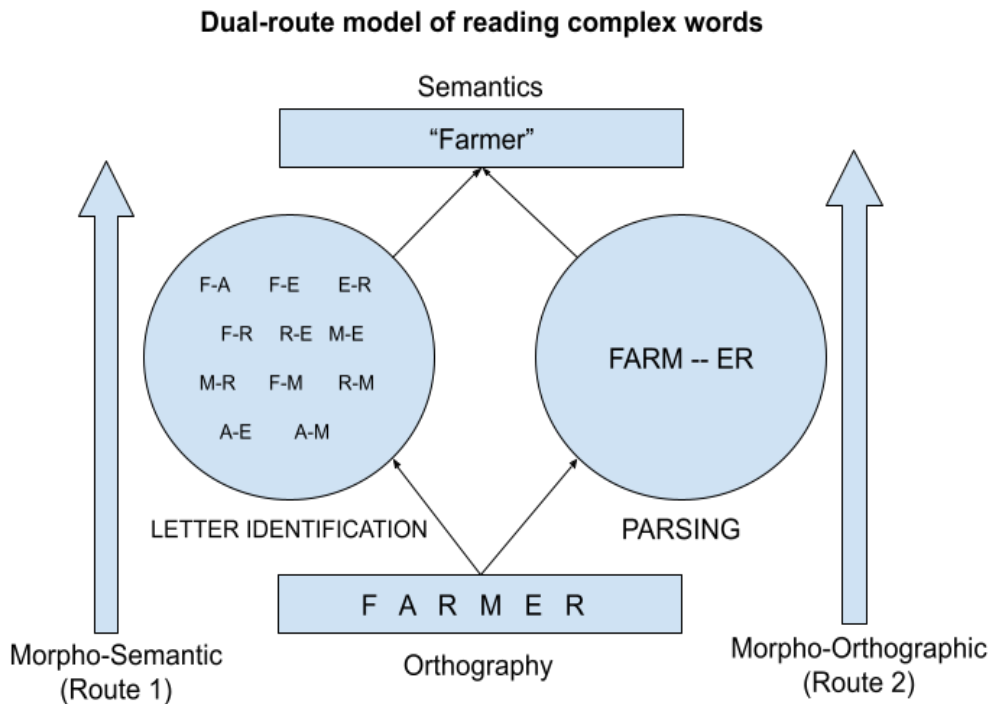 Dual-route model of reading complex words
Semantics
“Farmer”
F-A F-E E-R
F-R R-E M-E
M-R F-M R-M
A-E A-M
FARM -- ER
LETTER IDENTIFICATION
PARSING
F A R M E R
Orthography
Morpho-Semantic
(Route 1)
Morpho-Orthographic
(Route 2)